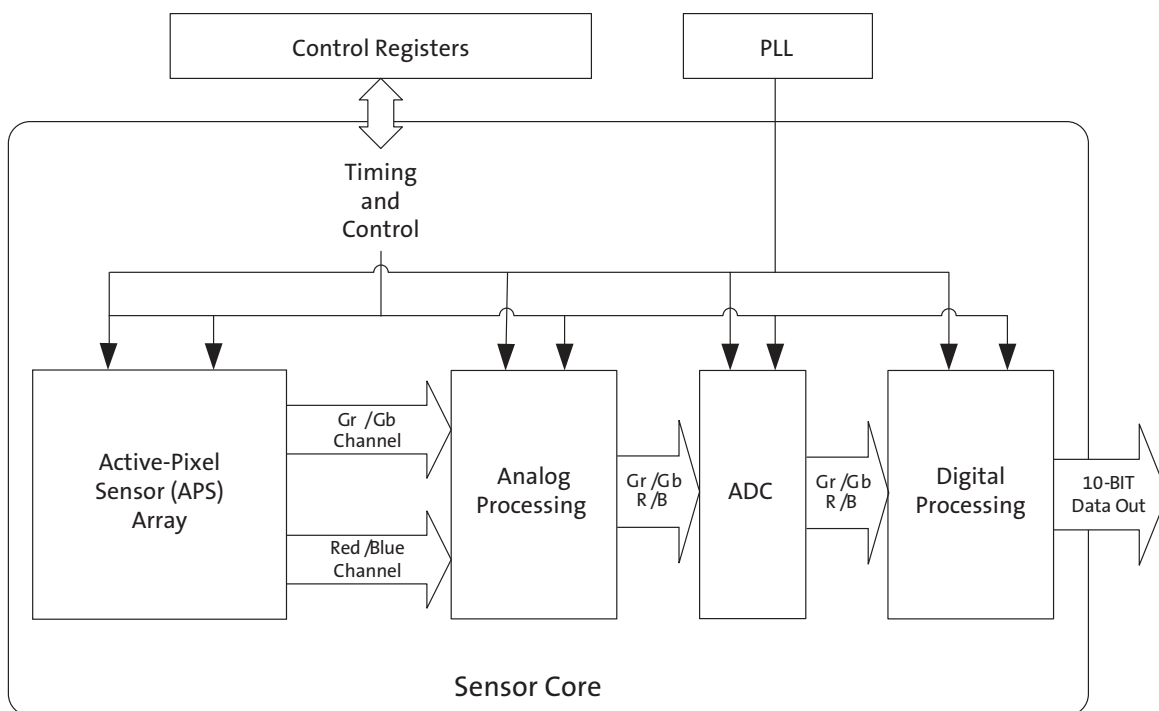 Control Registers
PLL
Timing
and
Control
Active-Pixel
Sensor (APS)
Array
Gr /Gb
Channel
Red /Blue
Channel
Analog
Processing
Gr /Gb
R /B
ADC
Gr /Gb
R /B
Digital
Processing
10-BIT
Data Out
Sensor Core